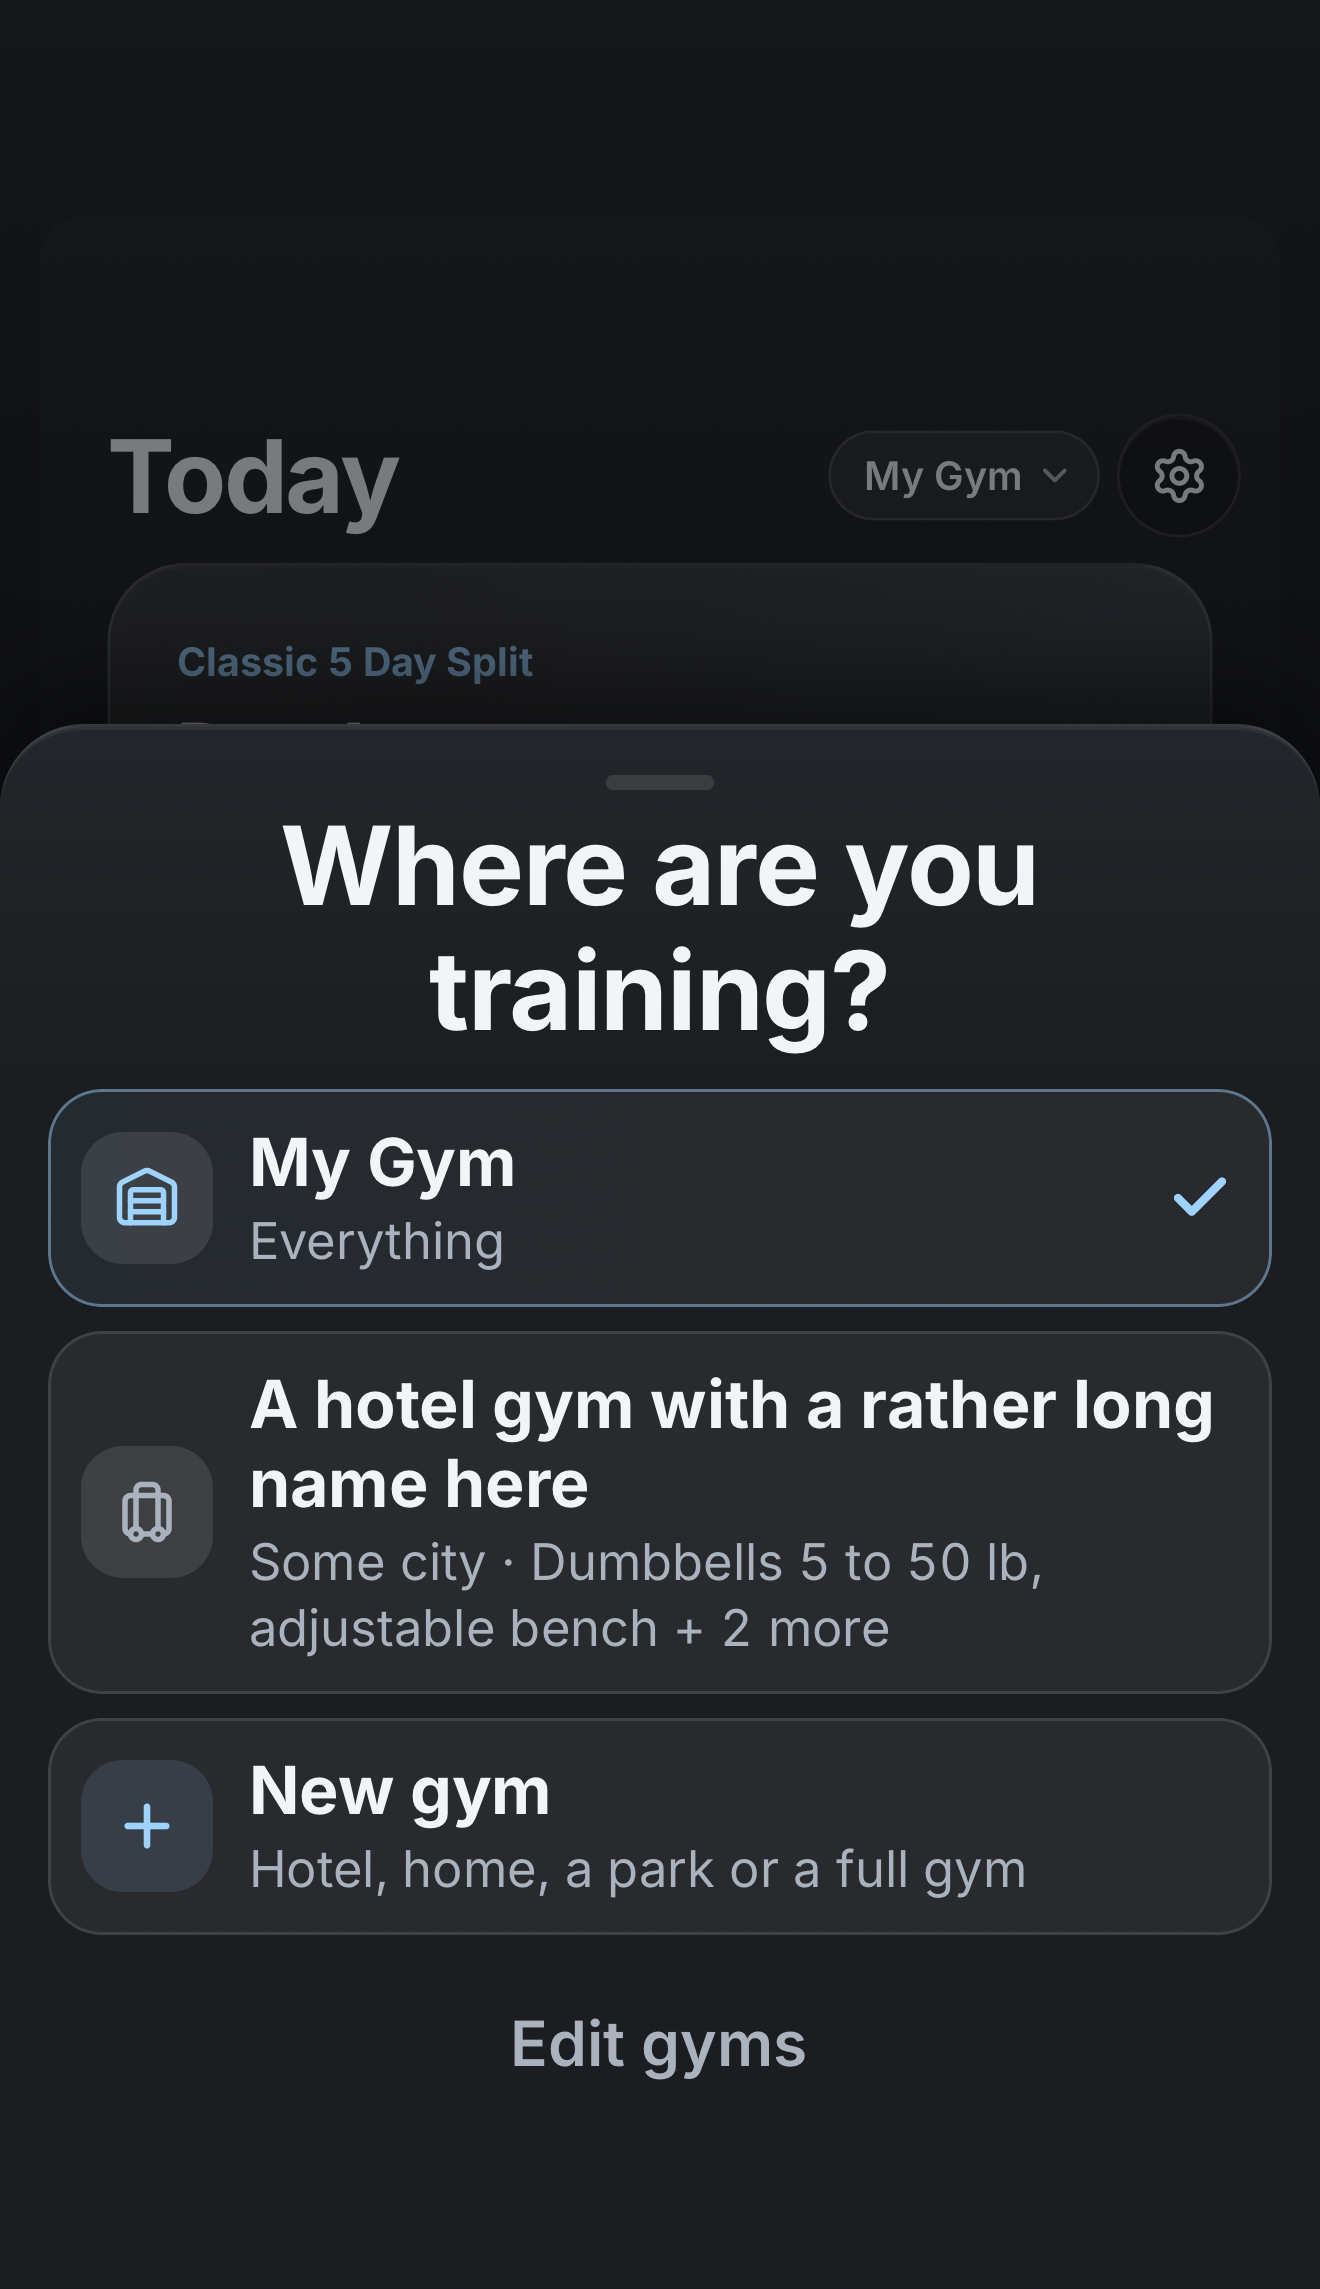 Today
My Gym
Classic 5 Day Split
Where are you
training?
My Gym
Everything
A hotel gym with a rather long
name here
Some city · Dumbbells 5 to 50 lb,
adjustable bench + 2 more
New gym
Hotel, home, a park or a full gym
Edit gyms